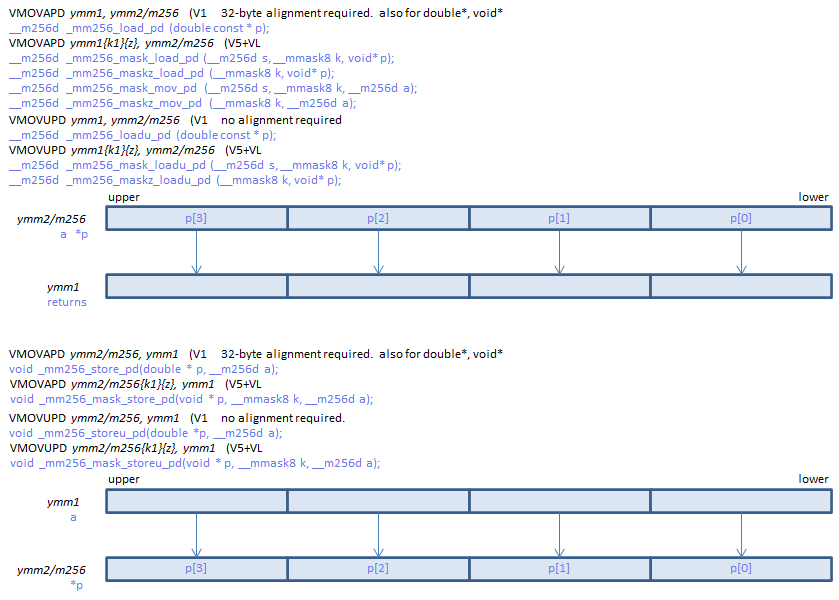 VMOVAPD ymm1, ymm2/m256 (V1 32-byte alignment required. also for double*, void*
__m256d _mm256_load_pd (double const * p);
VMOVAPD ymm1{k1}{z}, ymm2/m256 (V5+VL
__m256d _mm256_mask_load_pd (__m256d s, __mmask8 k, void* p);
__m256d _mm256_maskz_load_pd (__mmask8 k, void* p);
__m256d _mm256_mask_mov_pd (__m256d s, __mmask8 k, __m256d a);
__m256d _mm256_maskz_mov_pd (__mmask8 k, __m256d a);
VMOVUPD ymm1, ymm2/m256 (V1 no alignment required
__m256d _mm256_loadu_pd (double const * p);
VMOVUPD ymm1{k1}{z}, ymm2/m256 (V5+VL
__m256d _mm256_mask_loadu_pd (__m256d s, __mmask8 k, void* p);
__m256d _mm256_maskz_loadu_pd (__mmask8 k, void* p);
upper lower
ymm2/m256 p[3] p[2] p[1] p[0]
a *p
ymm1
returns
VMOVAPD ymm2/m256, ymm1 (V1 32-byte alignment required. also for double*, void*
void _mm256_store_pd(double * p, __m256d a);
VMOVAPD ymm2/m256{k1}{z}, ymm1 (V5+VL
void _mm256_mask_store_pd(void * p, __mmask8 k, __m256d a);
VMOVUPD ymm2/m256, ymm1 (V1 no alignment required.
void _mm256_storeu_pd(double *p, __m256d a);
VMOVUPD ymm2/m256{k1}{z}, ymm1 (V5+VL
void _mm256_mask_storeu_pd(void * p, __mmask8 k, __m256d a);
upper lower
ymm1
a
ymm2/m256 p[3] p[2] p[1] p[0]
*p